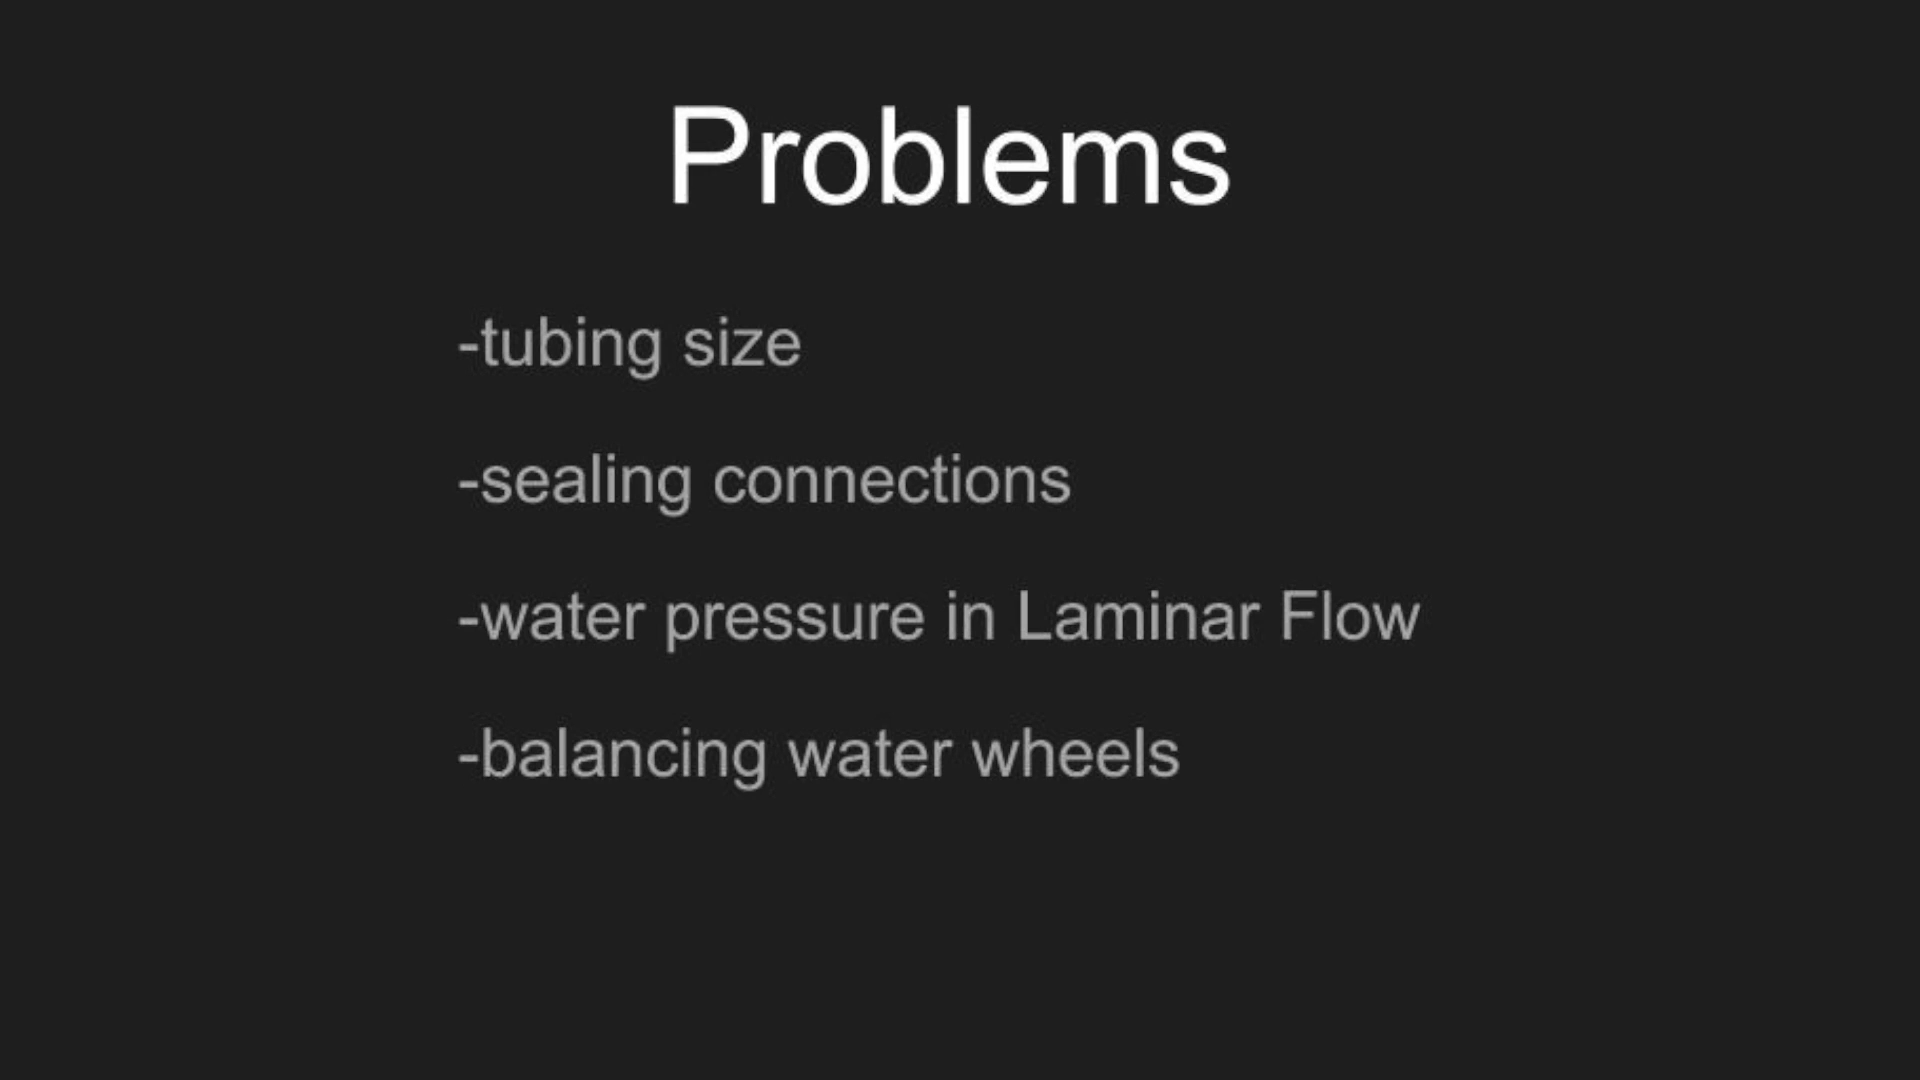 Problems
-tubing size
-sealing connections
-water pressure in Laminar Flow
-balancing water wheels